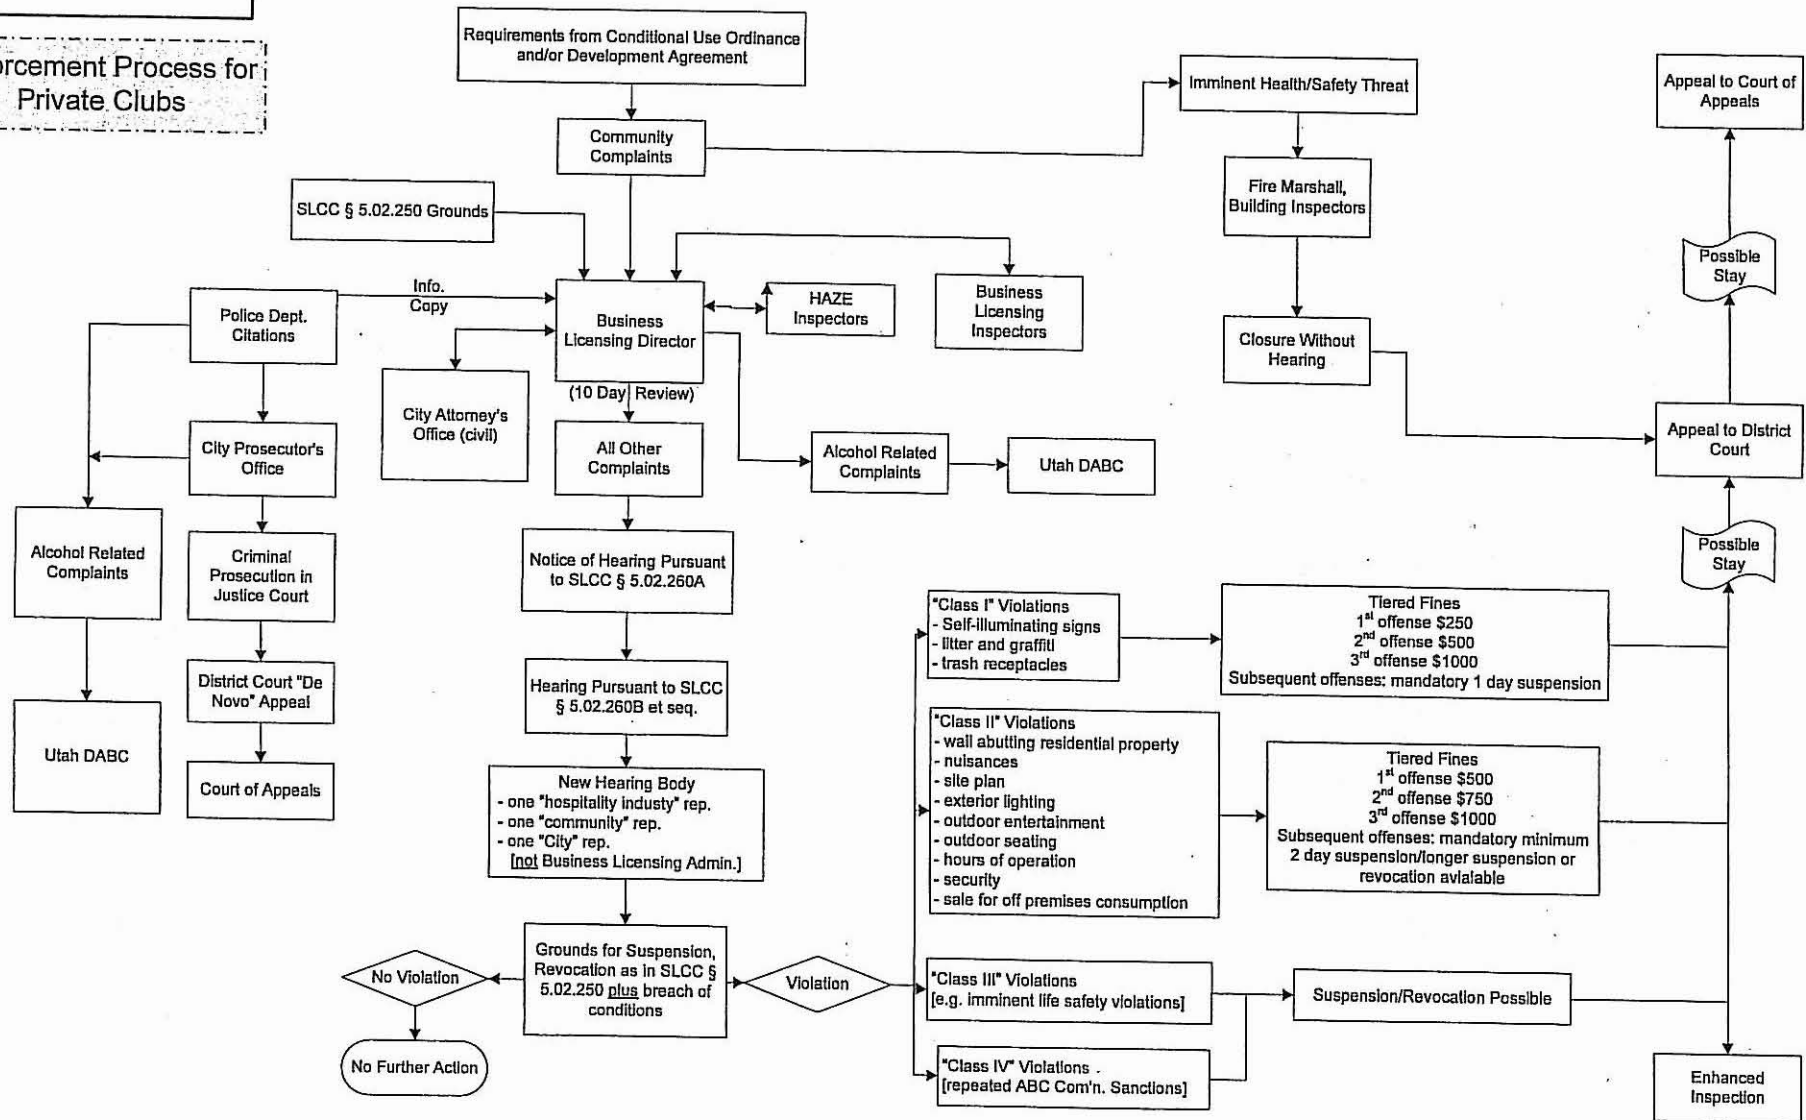 orcement Process for
Private Clubs
Requirements from Conditional Use Ordinance
and/or Development Agreement
Community
Complaints
Imminent Health/Safety Threat
Appeal to Court of
Appeals
SLCC § 5.02.250 Grounds
Fire Marshall,
Building Inspectors
Possible
Stay
Police Dept.
Citations
Info.
Copy
Business
Licensing Director
(10 Day Review)
HAZE
Inspectors
Business
Licensing
Inspectors
Closure Without
Hearing
City Attorney's
Office (civil)
City Prosecutor's
Office
All Other
Complaints
Alcohol Related
Complaints
Utah DABC
Appeal to District
Court
Alcohol Related
Complaints
Criminal
Prosecution in
Justice Court
Notice of Hearing Pursuant
to SLCC § 5.02.260A
Possible
Stay
"Class I" Violations
- Self-illuminating signs
- litter and graffiti
- trash receptacles
Tiered Fines
1st offense $250
2nd offense $500
3rd offense $1000
Subsequent offenses: mandatory 1 day suspension
District Court "De
Novo" Appeal
Hearing Pursuant to SLCC
§ 5.02.260B et seq.
Utah DABC
Court of Appeals
New Hearing Body
- one "hospitality industy" rep.
- one "community" rep.
- one "City" rep.
[not Business Licensing Admin.]
"Class II" Violations
- wall abutting residential property
- nuisances
- site plan
- exterior lighting
- outdoor entertainment
- outdoor seating
- hours of operation
- security
- sale for off premises consumption
Tiered Fines
1st offense $500
2nd offense $750
3rd offense $1000
Subsequent offenses: mandatory minimum
2 day suspension/longer suspension or
revocation avialable
No Violation
Grounds for Suspension,
Revocation as in SLCC §
5.02.250 plus breach of
conditions
Violation
"Class III" Violations
[e.g. imminent life safety violations]
Suspension/Revocation Possible
No Further Action
"Class IV" Violations
[repeated ABC Com'n. Sanctions]
Enhanced
Inspection